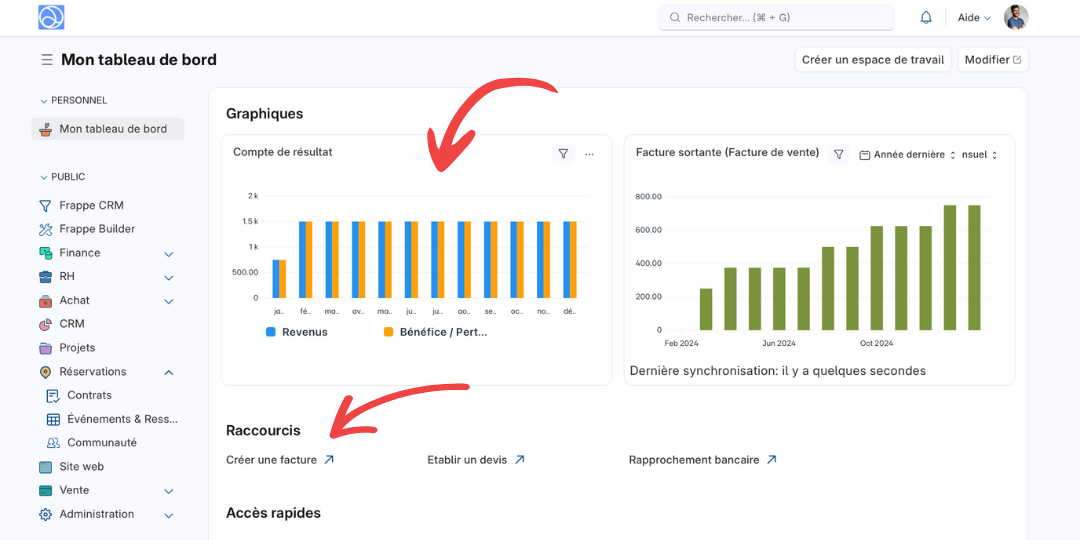 Rechercher... (⌘ + G)
Aide
Mon tableau de bord
Créer un espace de travail
Modifier
PERSONNEL
Mon tableau de bord
PUBLIC
Frappe CRM
Frappe Builder
Finance
RH
Achat
CRM
Projets
Réservations
Contrats
Événements & Ress...
Communauté
Site web
Vente
Administration
Graphiques
Compte de résultat
...
2 k
1.5 k
1 k
500.00
0
ja.. fé.. ma.. av.. ma.. ju.. ju.. ao.. se.. oc.. no.. dé..
Revenus
Bénéfice / Pert...
Facture sortante (Facture de vente)
Année dernière
nsuel
800.00
600.00
400.00
200.00
0
Feb 2024 Jun 2024 Oct 2024
Dernière synchronisation: il y a quelques secondes
Raccourcis
Créer une facture
Etablir un devis
Rapprochement bancaire
Accès rapides